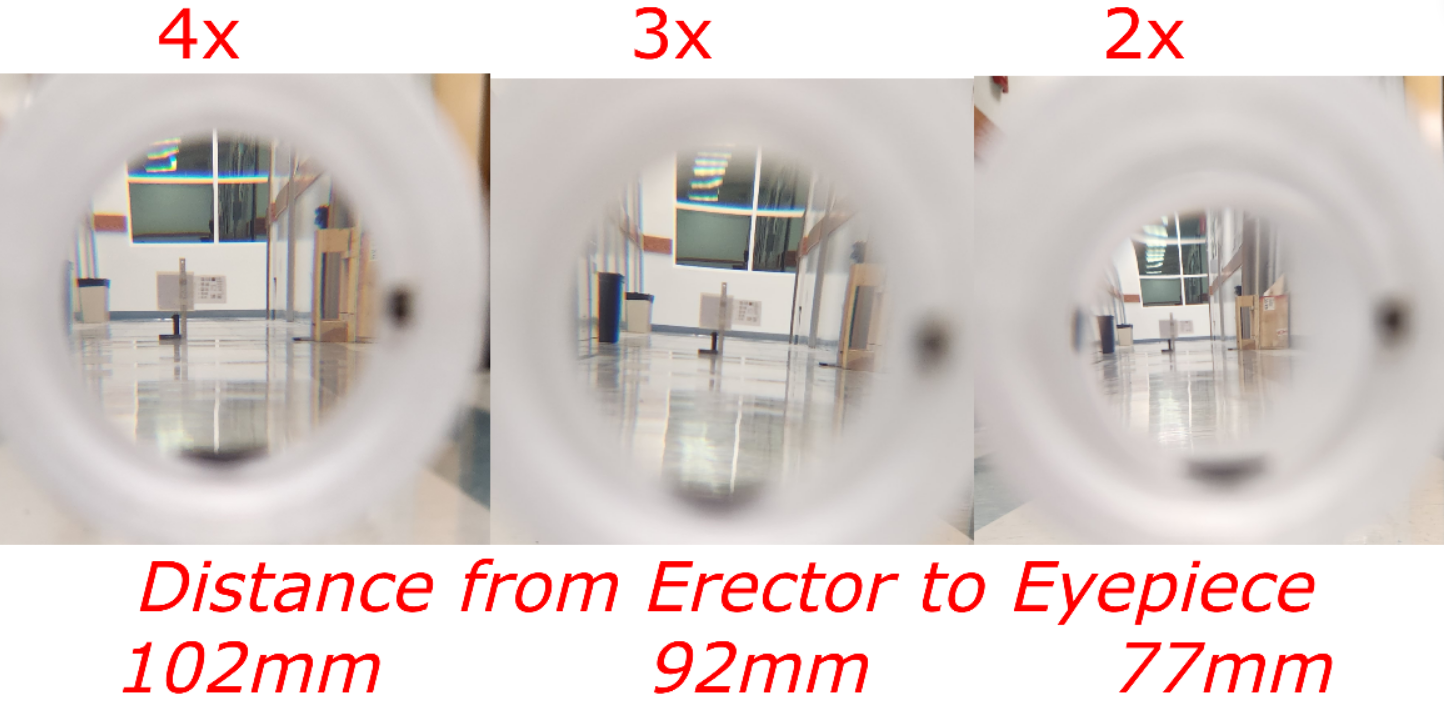 4x 3x 2x
Distance from Erector to Eyepiece
102mm 92mm 77mm